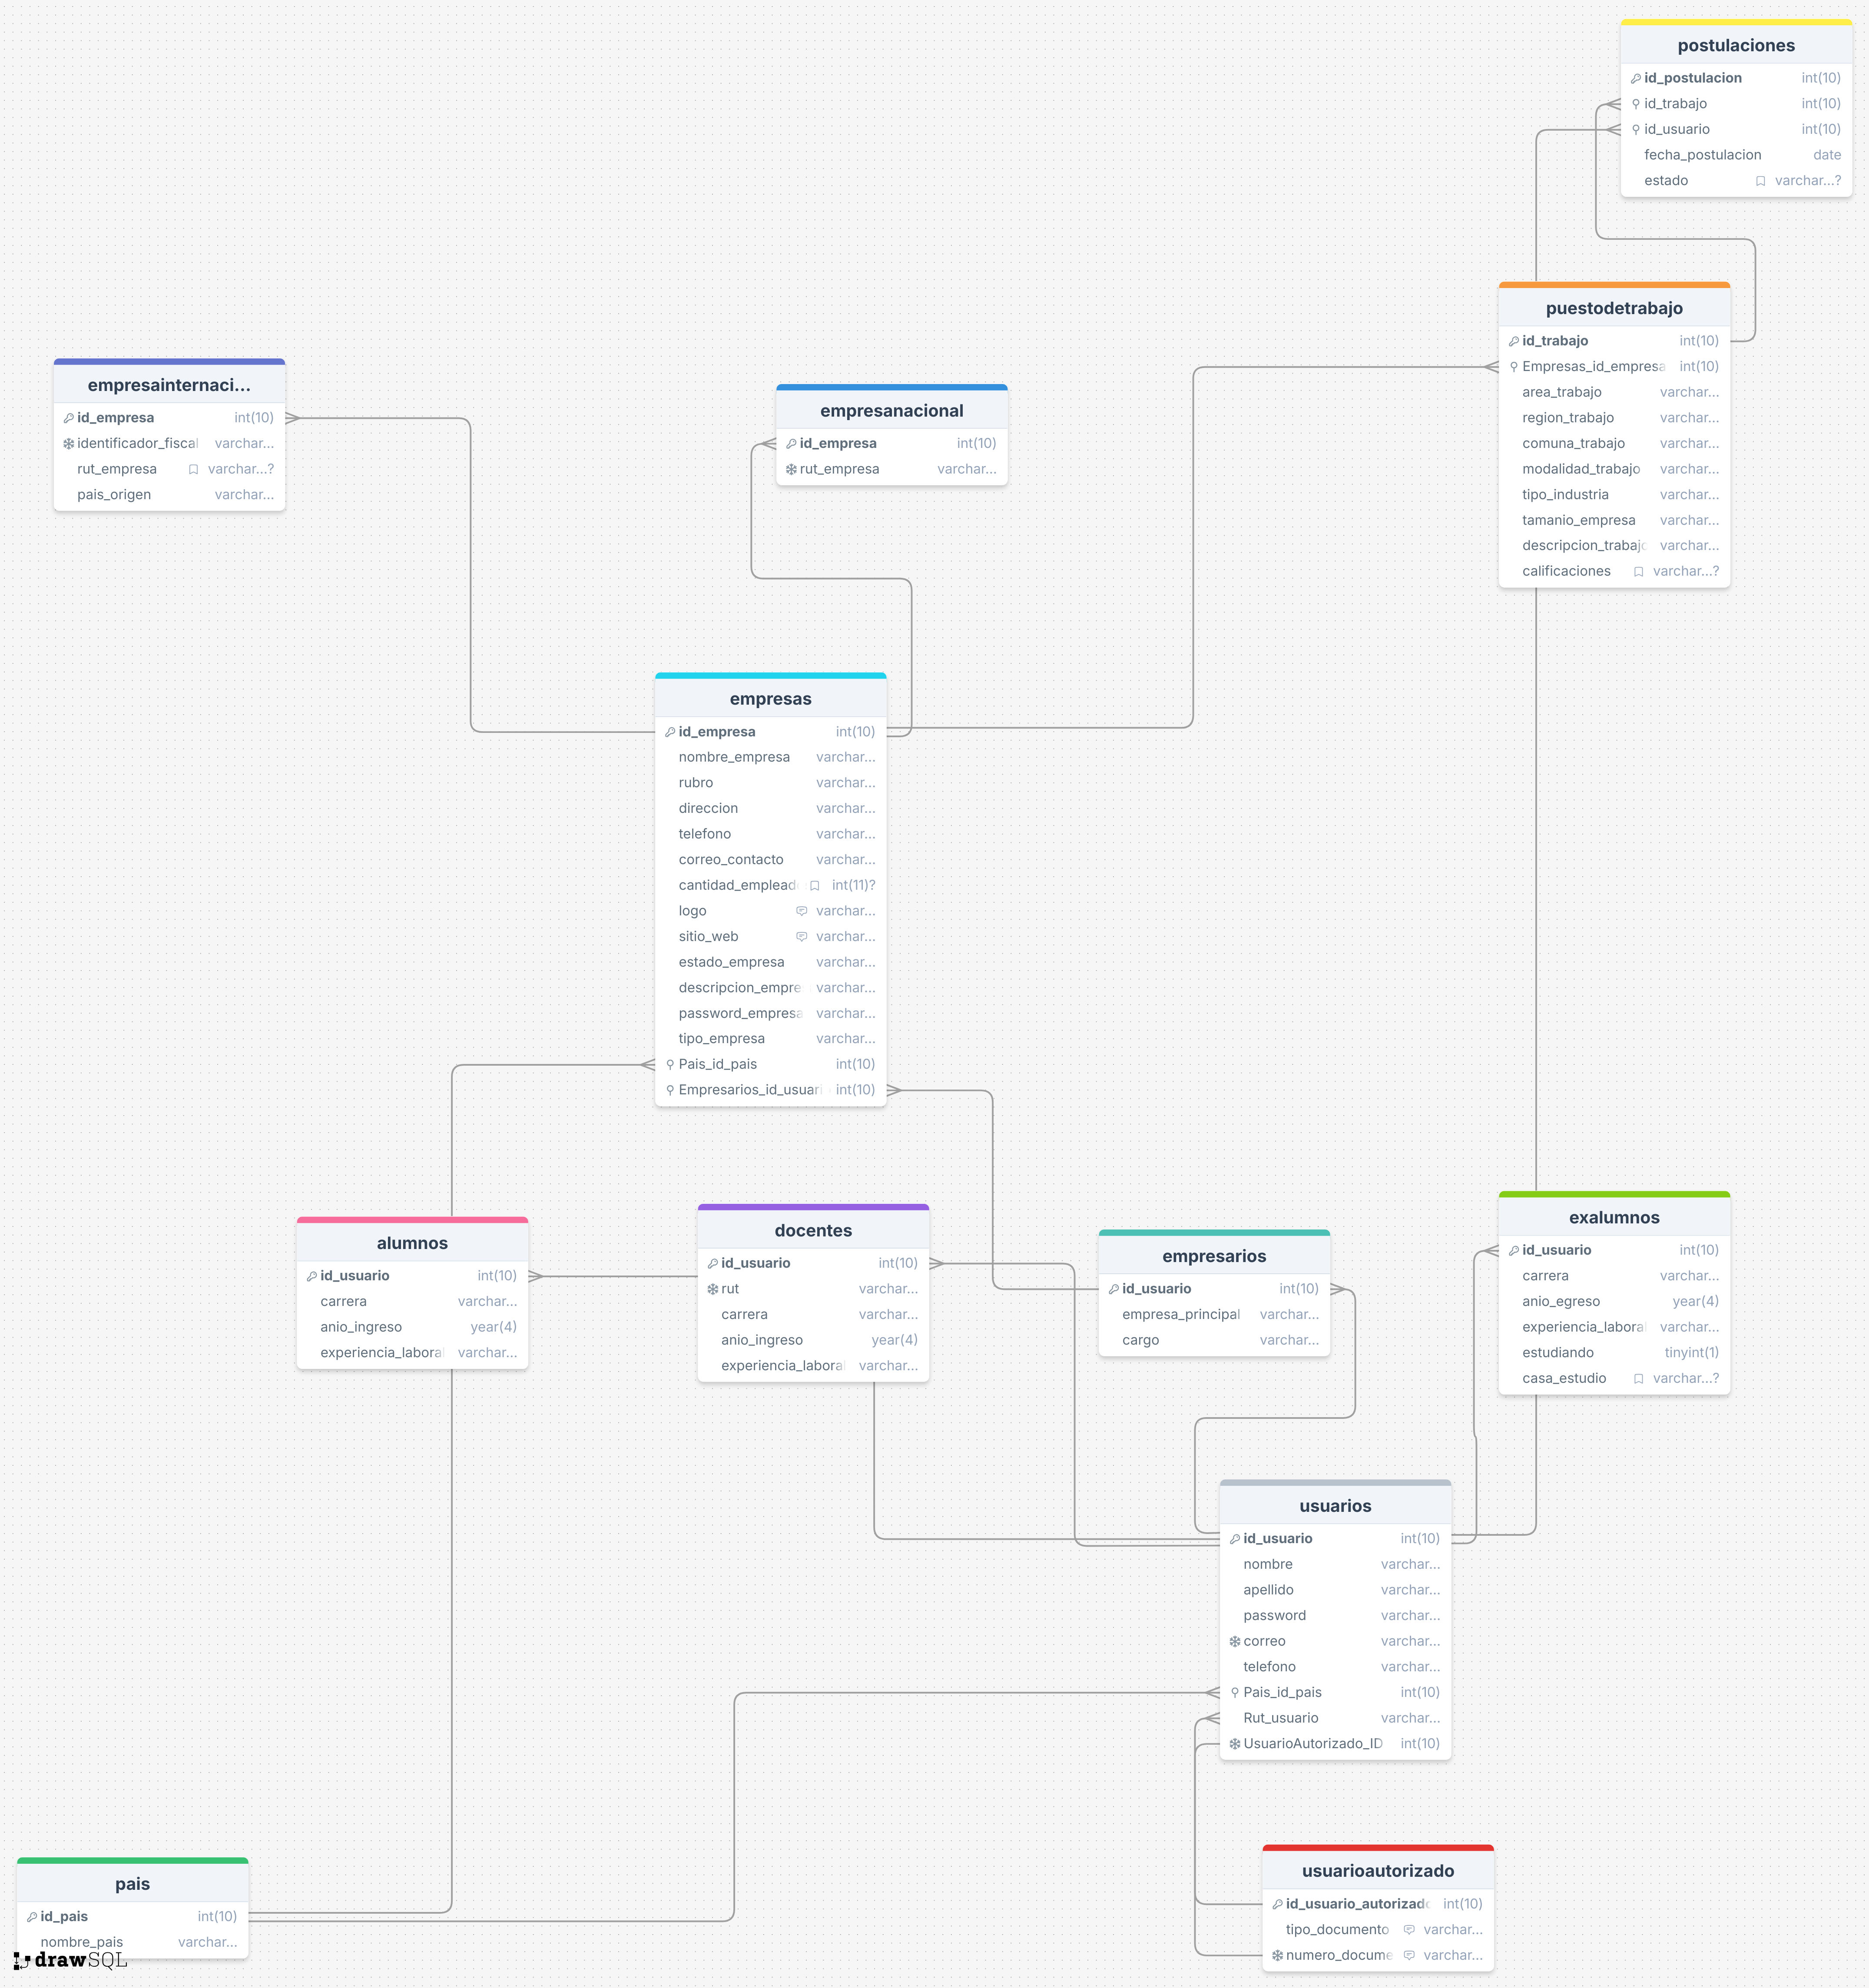 postulaciones
id_postulacion int(10)
id_trabajo int(10)
id_usuario int(10)
fecha_postulacion date
estado varchar...?
puestodetrabajo
id_trabajo int(10)
Empresas_id_empresa int(10)
area_trabajo varchar...
region_trabajo varchar...
comuna_trabajo varchar...
modalidad_trabajo varchar...
tipo_industria varchar...
tamanio_empresa varchar...
descripcion_trabajo varchar...
calificaciones varchar...?
empresainternaci...
id_empresa int(10)
identificador_fiscal varchar...
rut_empresa varchar...?
pais_origen varchar...
empresanacional
id_empresa int(10)
rut_empresa varchar...
empresas
id_empresa int(10)
nombre_empresa varchar...
rubro varchar...
direccion varchar...
telefono varchar...
correo_contacto varchar...
cantidad_emplead int(11)?
logo varchar...
sitio_web varchar...
estado_empresa varchar...
descripcion_empre varchar...
password_empresa varchar...
tipo_empresa varchar...
Pais_id_pais int(10)
Empresarios_id_usuari int(10)
alumnos
id_usuario int(10)
carrera varchar...
anio_ingreso year(4)
experiencia_laboral varchar...
docentes
id_usuario int(10)
rut varchar...
carrera varchar...
anio_ingreso year(4)
experiencia_laboral varchar...
empresarios
id_usuario int(10)
empresa_principal varchar...
cargo varchar...
exalumnos
id_usuario int(10)
carrera varchar...
anio_egreso year(4)
experiencia_laboral varchar...
estudiando tinyint(1)
casa_estudio varchar...?
usuarios
id_usuario int(10)
nombre varchar...
apellido varchar...
password varchar...
correo varchar...
telefono varchar...
Pais_id_pais int(10)
Rut_usuario varchar...
UsuarioAutorizado_ID int(10)
usuarioautorizado
id_usuario_autorizado int(10)
tipo_documento varchar...
numero_docume varchar...
pais
id_pais int(10)
nombre_pais varchar...
drawSQL